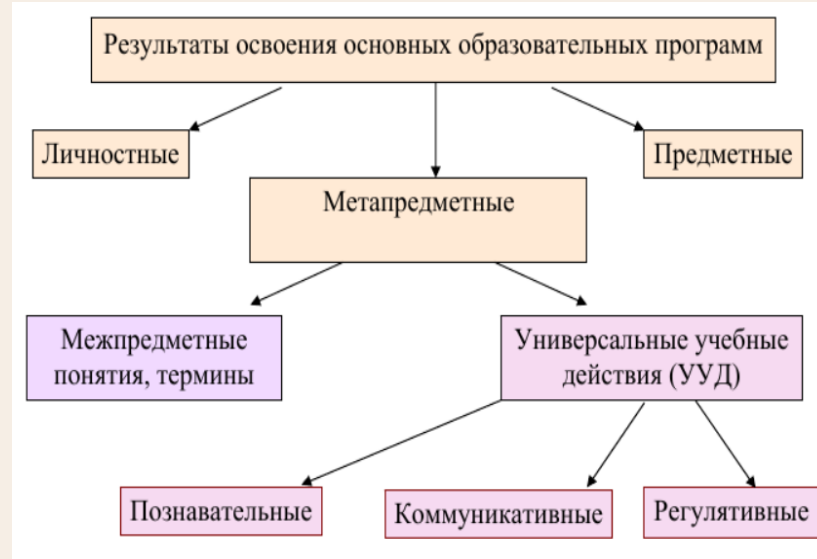 Результаты освоения основных образовательных программ
Личностные
Предметные
Метапредметные
Межпредметные
понятия, термины
Универсальные учебные
действия (УУД)
Познавательные
Коммуникативные
Регулятивные